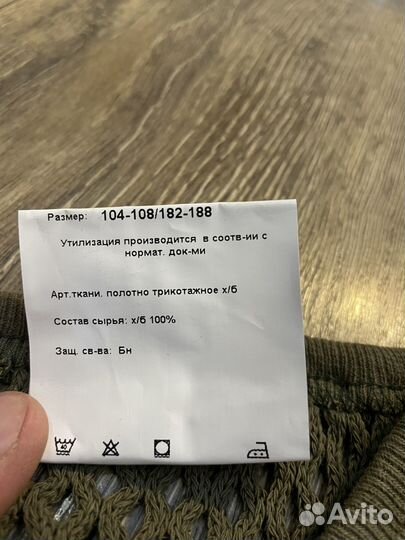 Размер: 104-108/182-188
Утилизация производится в соотв-ии с
нормат. док-ми
Арт.ткани. полотно трикотажное х/б
Состав сырья: х/б 100%
Защ. св-ва: Бн
40
Avito